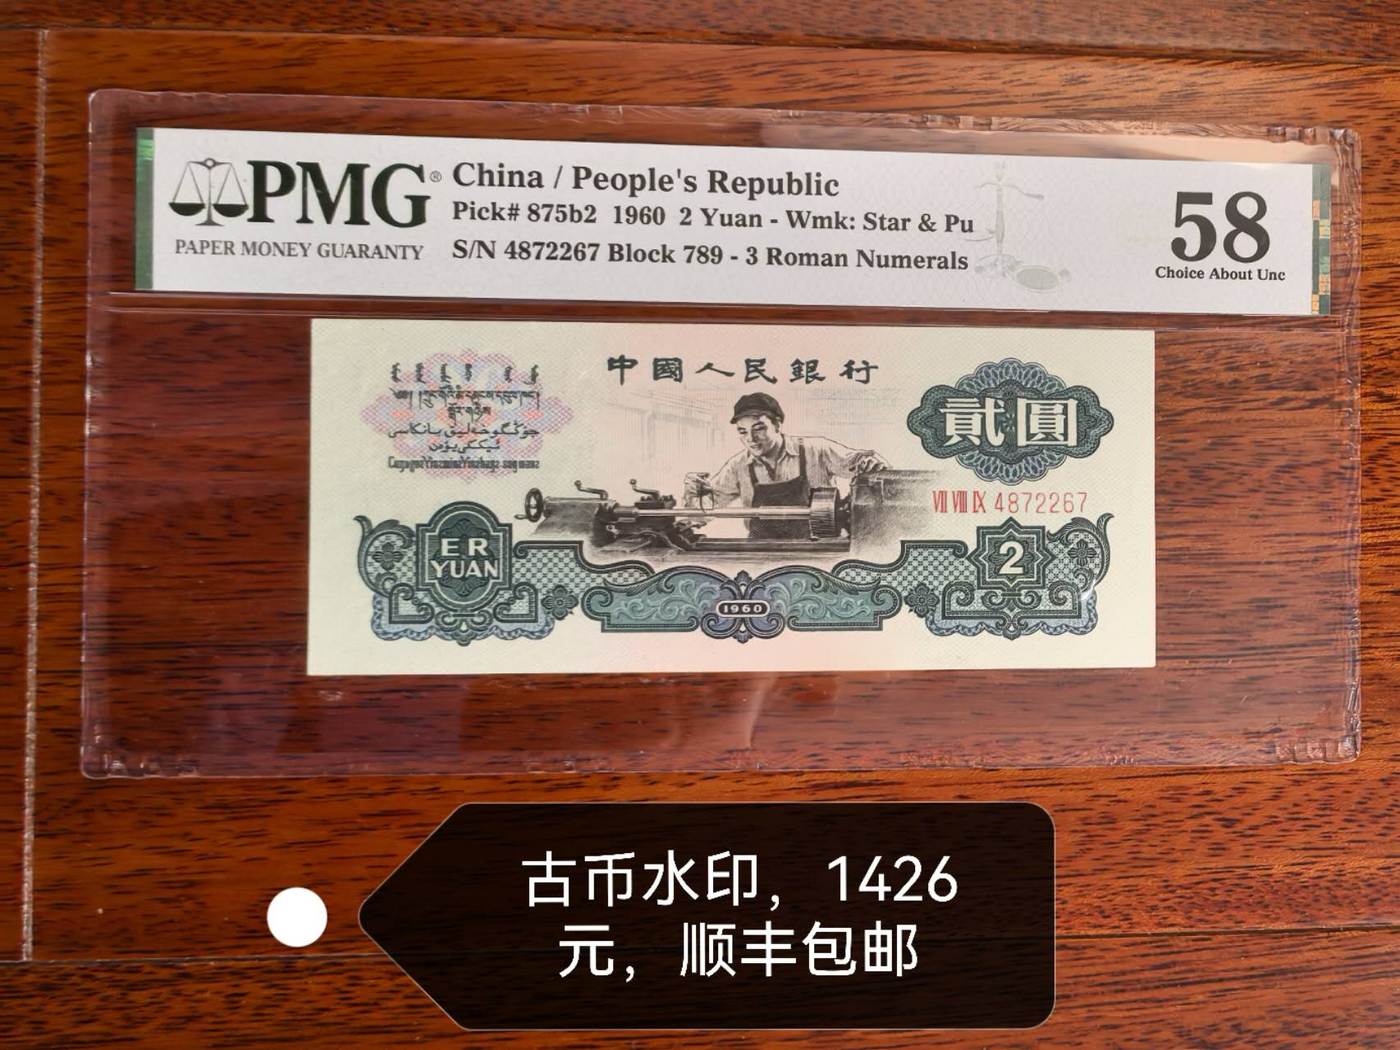 PMG®
PAPER MONEY GUARANTY
China / People's Republic
Pick# 875b2 1960 2 Yuan - Wmk: Star & Pu
S/N 4872267 Block 789 - 3 Roman Numerals
58
Choice About Unc
中國人民銀行
貳圓
VII VIII IX 4872267
ER
YUAN
2
1960
古币水印，1426
元，顺丰包邮